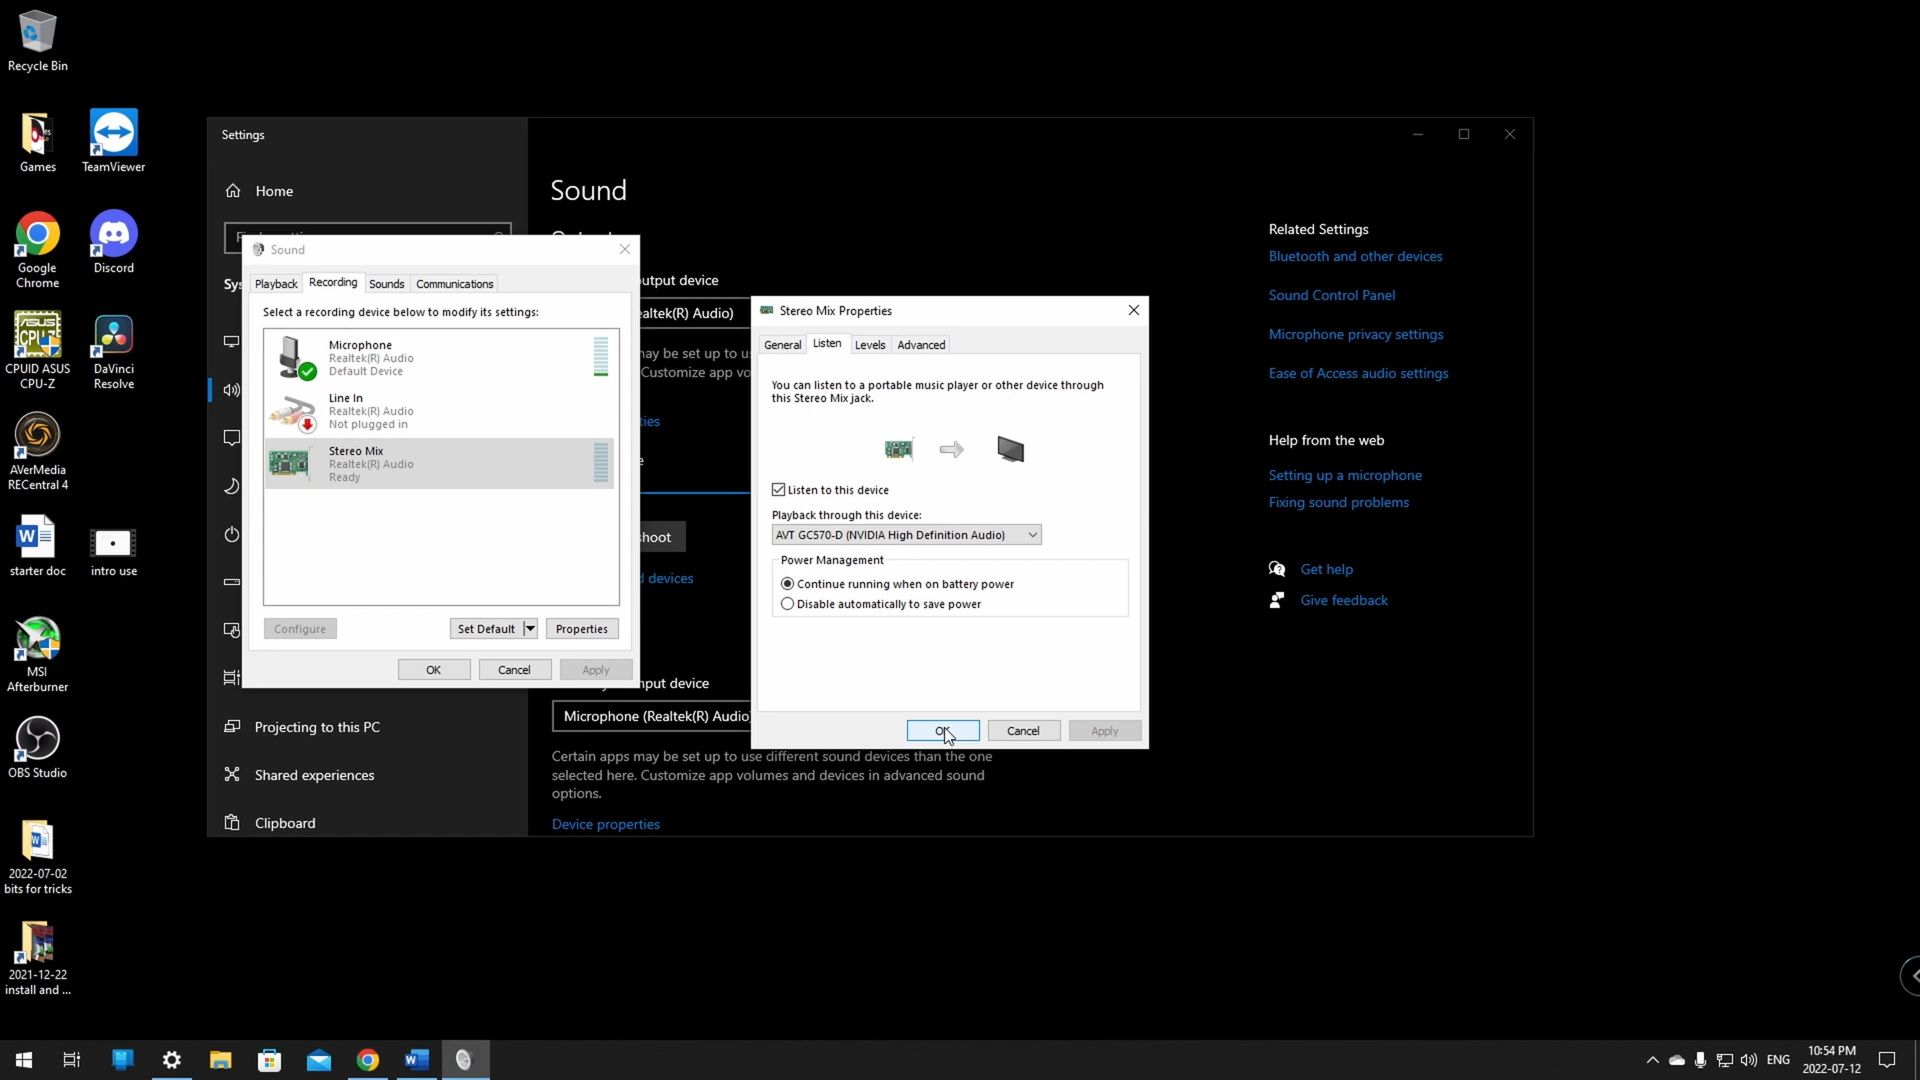 Recycle Bin
Games
TeamViewer
Google
Chrome
Discord
CPUID ASUS
CPU-Z
DaVinci
Resolve
AVerMedia
RECentral 4
starter doc
intro use
MSI
Afterburner
OBS Studio
2022-07-02
bits for tricks
2021-12-22
install and ...
Settings
Home
Sound
Projecting to this PC
Shared experiences
Clipboard
Sound
Playback
Recording
Sounds
Communications
Select a recording device below to modify its settings:
Microphone
Realtek(R) Audio
Default Device
Line In
Realtek(R) Audio
Not plugged in
Stereo Mix
Realtek(R) Audio
Ready
Configure
Set Default
Properties
OK
Cancel
Apply
utput device
ealtek(R) Audio)
may be set up to u
Customize app vo
ties
hoot
d devices
nput device
Microphone (Realtek(R) Audio)
Certain apps may be set up to use different sound devices than the one
selected here. Customize app volumes and devices in advanced sound
options.
Device properties
Stereo Mix Properties
General
Listen
Levels
Advanced
You can listen to a portable music player or other device through
this Stereo Mix jack.
Listen to this device
Playback through this device:
AVT GC570-D (NVIDIA High Definition Audio)
Power Management
Continue running when on battery power
Disable automatically to save power
OK
Cancel
Apply
Related Settings
Bluetooth and other devices
Sound Control Panel
Microphone privacy settings
Ease of Access audio settings
Help from the web
Setting up a microphone
Fixing sound problems
Get help
Give feedback
ENG
10:54 PM
2022-07-12